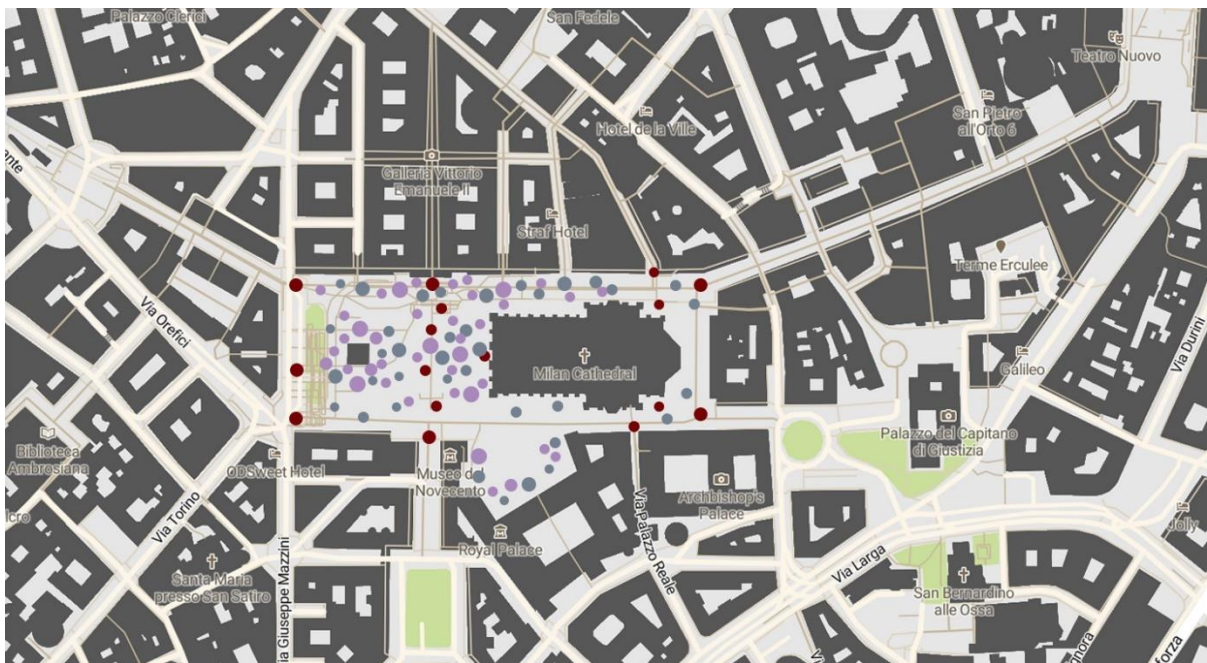 Palazzo Clerici
San Fedele
Teatro Nuovo
Hotel de la Ville
San Pietro
all'Orto 6
Galleria Vittorio
Emanuele II
Straf Hotel
Terme Erculee
Via Orefici
Via Durini
Milan Cathedral
Galileo
Biblioteca
Ambrosiana
ODSweet Hotel
Museo del
Novecento
Palazzo del Capitano
di Giustizia
Archbishop's
Palace
Via Torino
Jolly
Royal Palace
Via Palazzo Reale
Via Larga
Santa Maria
presso San Satiro
San Bernardino
alle Ossa